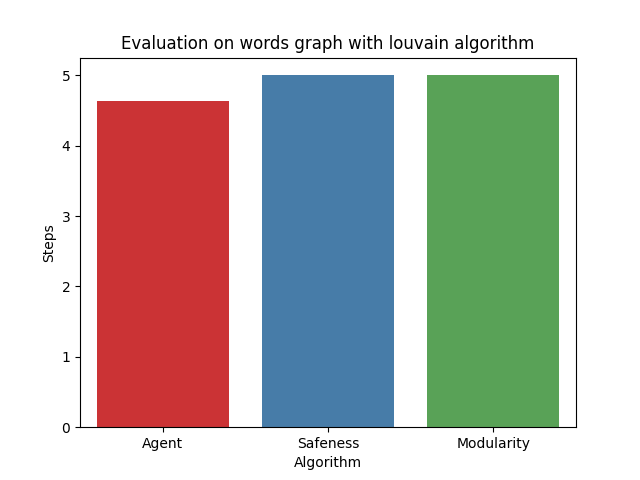 Evaluation on words graph with louvain algorithm
5
4
3
2
1
0
Steps
Agent Safeness Modularity
Algorithm